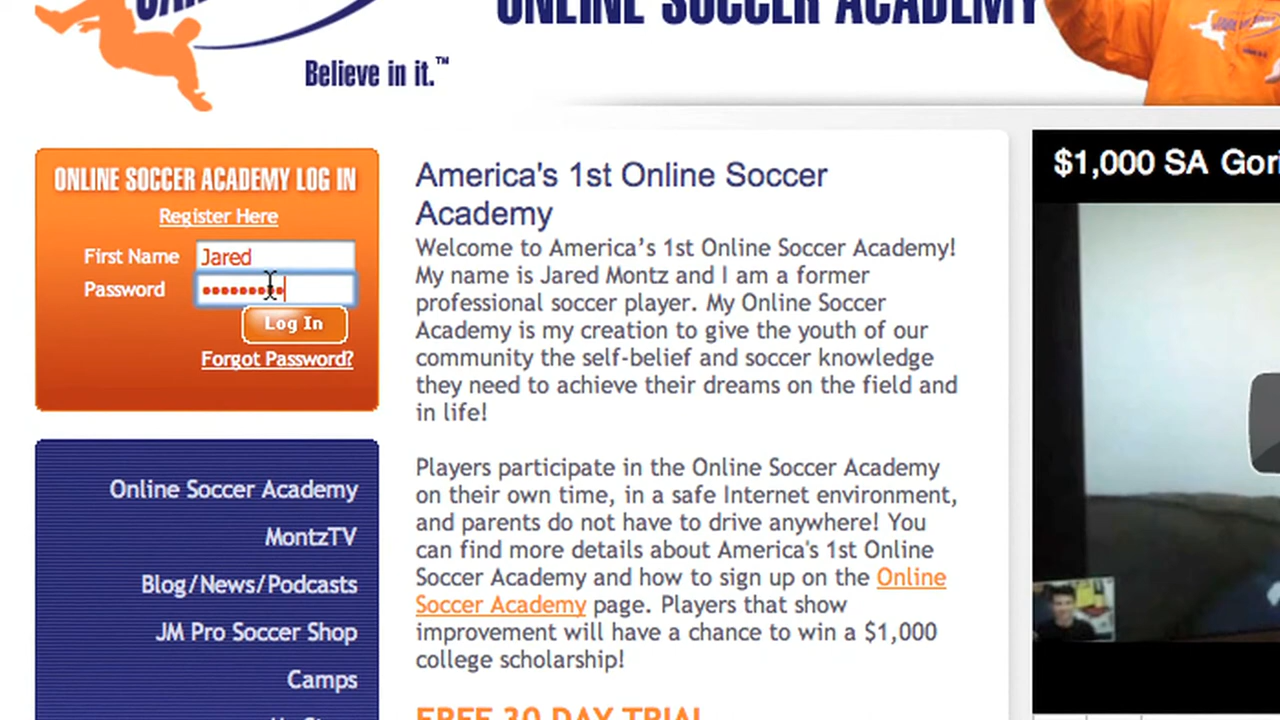 ONLINE SOCCER ACADEMY
Believe in it.™
ONLINE SOCCER ACADEMY LOG IN
Register Here
First Name Jared
Password
Log In
Forgot Password?
Online Soccer Academy
MontzTV
Blog/News/Podcasts
JM Pro Soccer Shop
Camps
America's 1st Online Soccer
Academy
Welcome to America’s 1st Online Soccer Academy!
My name is Jared Montz and I am a former
professional soccer player. My Online Soccer
Academy is my creation to give the youth of our
community the self-belief and soccer knowledge
they need to achieve their dreams on the field and
in life!
Players participate in the Online Soccer Academy
on their own time, in a safe Internet environment,
and parents do not have to drive anywhere! You
can find more details about America's 1st Online
Soccer Academy and how to sign up on the Online
Soccer Academy page. Players that show
improvement will have a chance to win a $1,000
college scholarship!
FREE 30 DAY TRIAL
$1,000 SA Gori